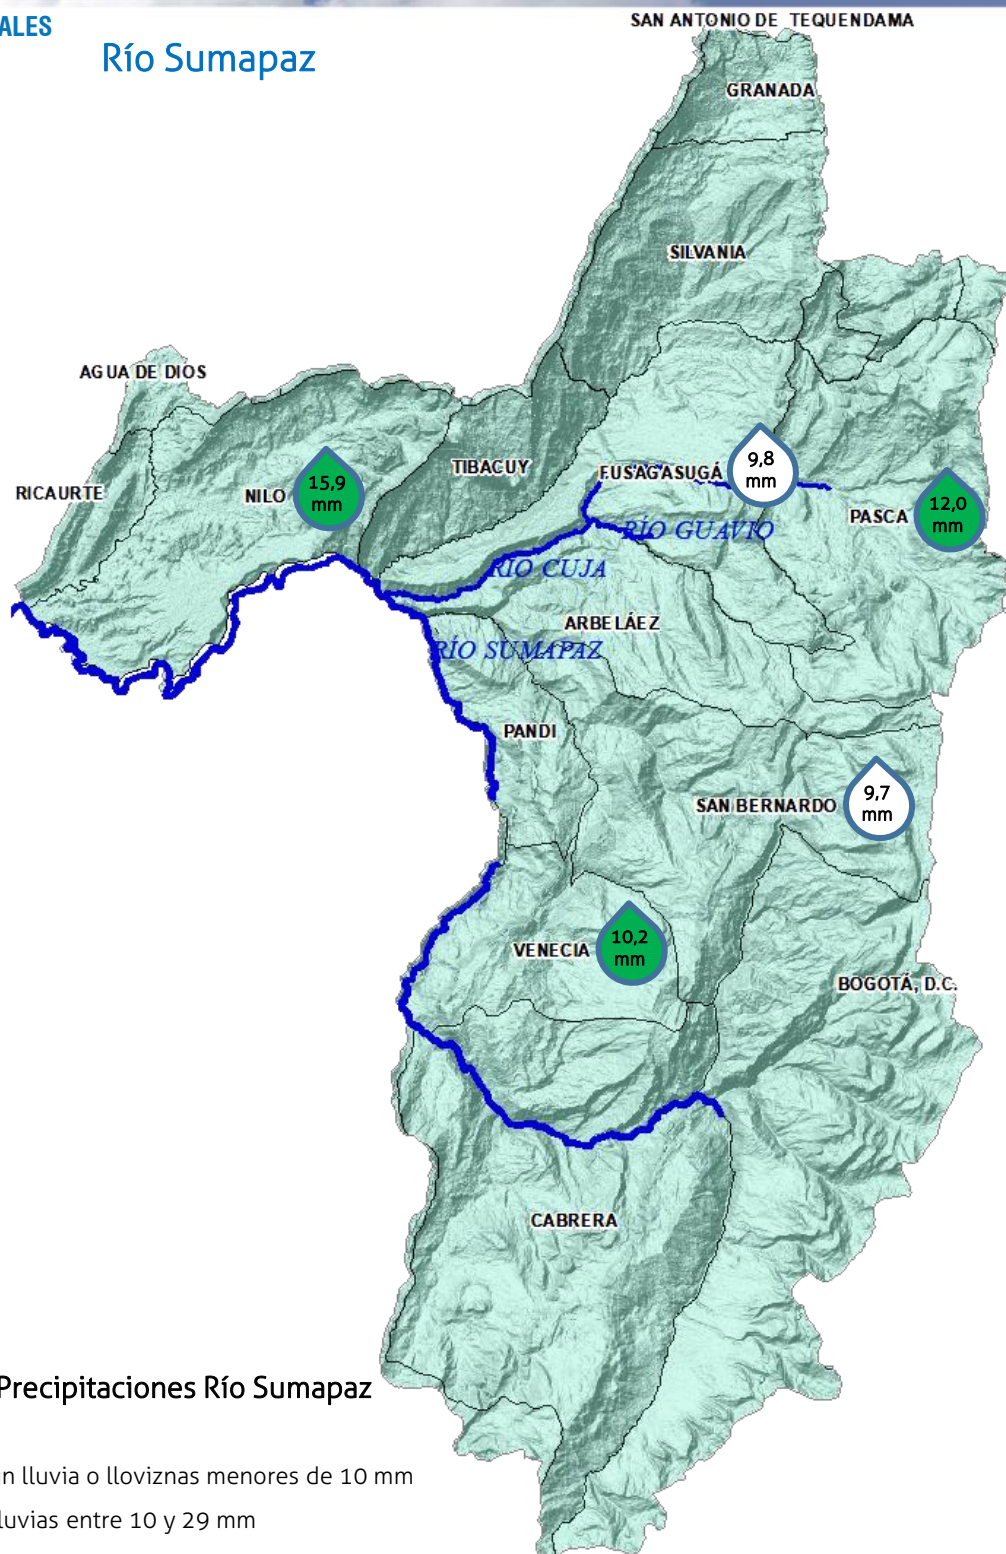 ALES
SAN ANTONIO DE TEQUENDAMA
Río Sumapaz
GRANADA
SILVANIA
AGUA DE DIOS
FUSAGASUGÁ
9,8
mm
TIBACUY
RICAURTE
NILO
15,9
mm
PASCA
12,0
mm
RÍO GUAVIO
RÍO CUJA
ARBELÁEZ
RÍO SUMAPAZ
PANDI
SAN BERNARDO
9,7
mm
VENECIA
10,2
mm
BOGOTÁ, D.C.
CABRERA
Precipitaciones Río Sumapaz
an lluvia o lloviznas menores de 10 mm
luvias entre 10 y 29 mm